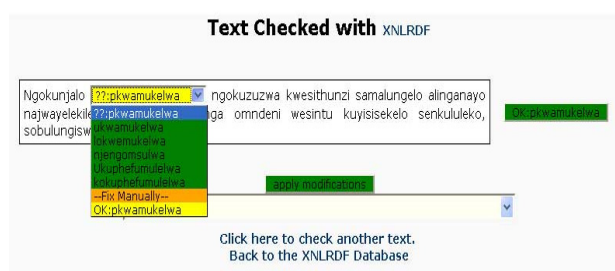 Text Checked with XNLRDF
Ngokunjalo ??:pkwamukelwa ngokuzuzwa kwesithunzi samalungelo alinganayo
najwayelekile ??:pkwamukelwa nga omndeni wesintu kuyisisekelo senkululeko, OK:pkwamukelwa
sobulungisw ukwamukelwa
lokwemukelwa
njengomsulwa
Ukuphefumulelwa
kokuphefumulelwa
apply modifications
--Fix Manually--
OK:pkwamukelwa
Click here to check another text.
Back to the XNLRDF Database